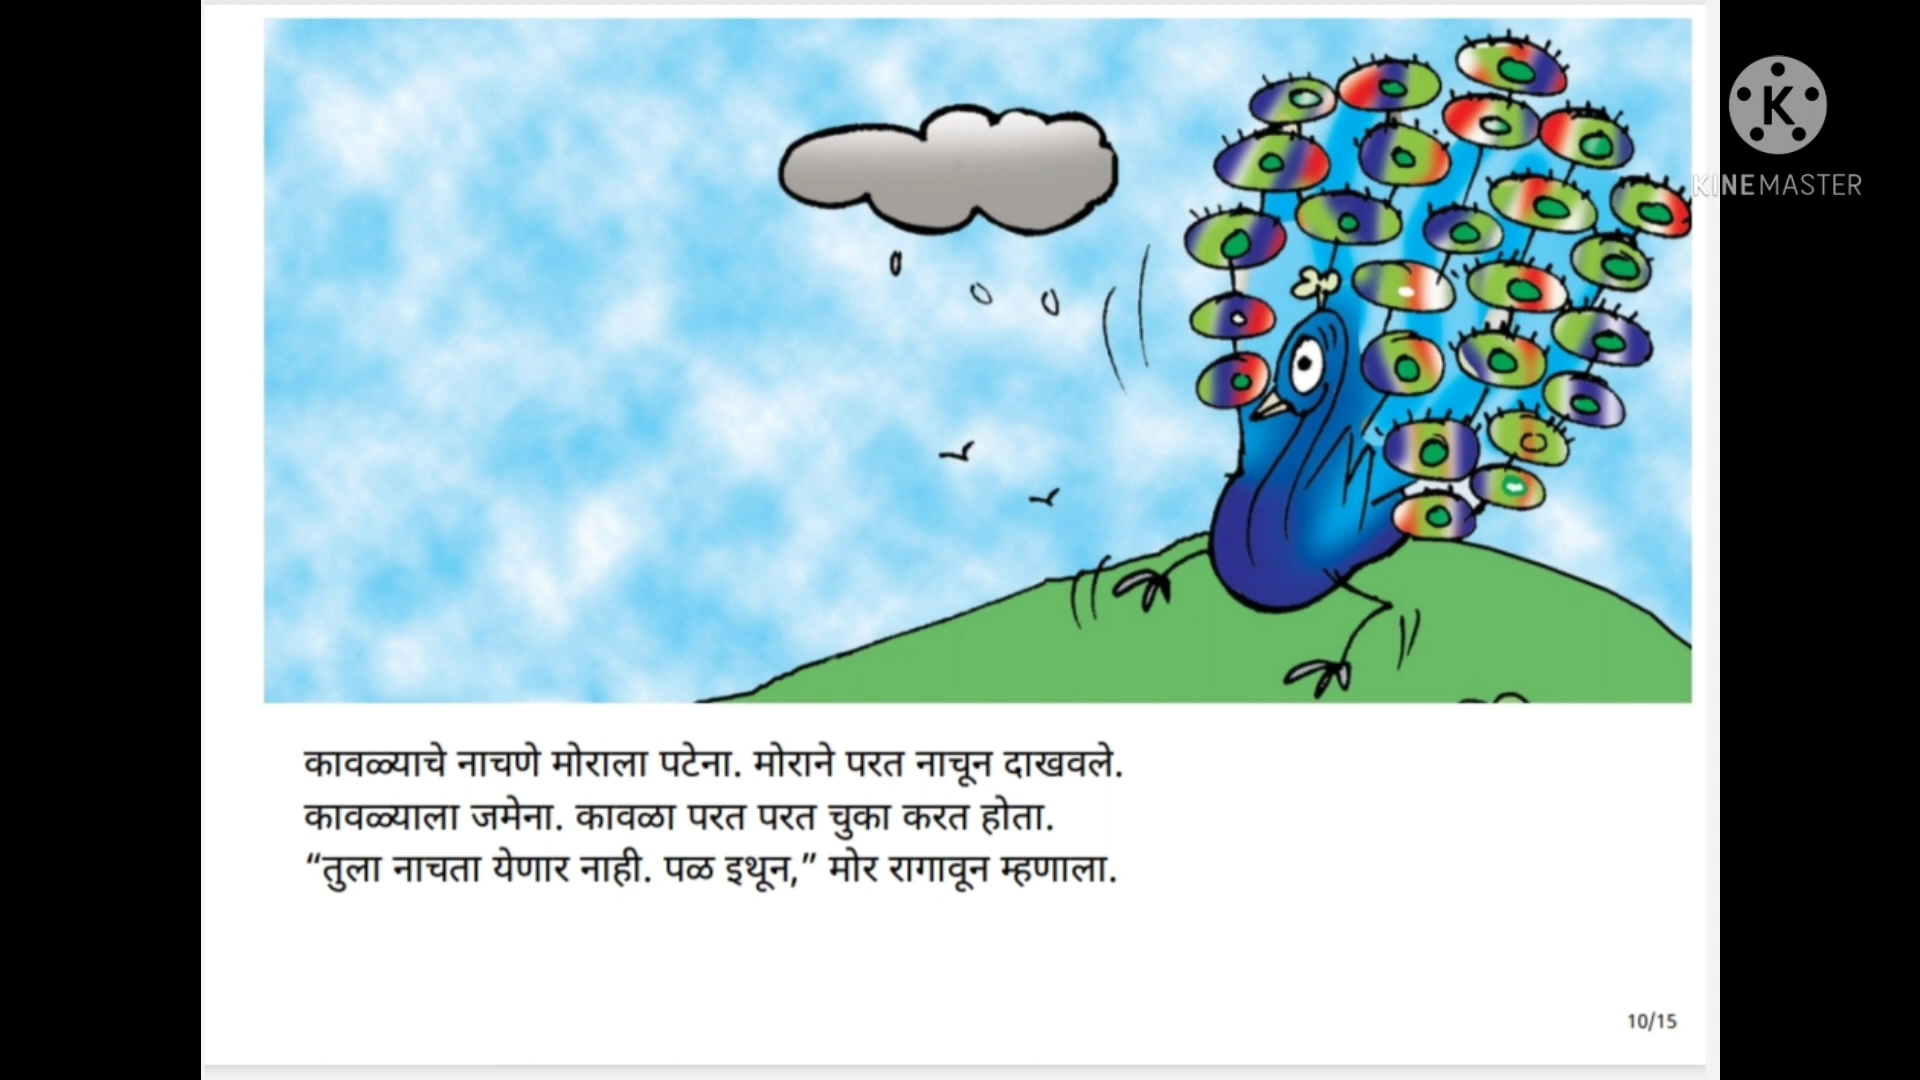 K
KINEMASTER
कावळ्याचे नाचणे मोराला पटेना. मोराने परत नाचून दाखवले.
कावळ्याला जमेना. कावळा परत परत चुका करत होता.
“तुला नाचता येणार नाही. पळ इथून,” मोर रागावून म्हणाला.
10/15